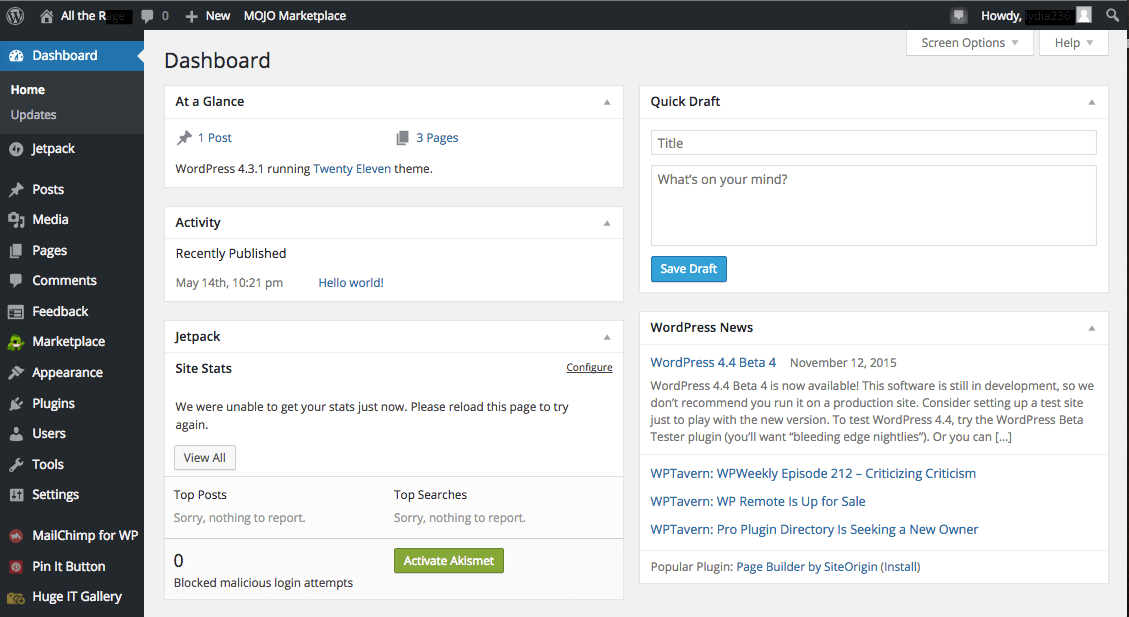 All the Rage 0 New MOJO Marketplace Howdy,
Screen Options Help
Dashboard
Home
Updates
Jetpack
Posts
Media
Pages
Comments
Feedback
Marketplace
Appearance
Plugins
Users
Tools
Settings
MailChimp for WP
Pin It Button
Huge IT Gallery
Dashboard
At a Glance
1 Post 3 Pages
WordPress 4.3.1 running Twenty Eleven theme.
Activity
Recently Published
May 14th, 10:21 pm Hello world!
Jetpack
Site Stats Configure
We were unable to get your stats just now. Please reload this page to try
again.
View All
Top Posts Top Searches
Sorry, nothing to report. Sorry, nothing to report.
0 Activate Akismet
Blocked malicious login attempts
Quick Draft
Title
What's on your mind?
Save Draft
WordPress News
WordPress 4.4 Beta 4 November 12, 2015
WordPress 4.4 Beta 4 is now available! This software is still in development, so we
don't recommend you run it on a production site. Consider setting up a test site
just to play with the new version. To test WordPress 4.4, try the WordPress Beta
Tester plugin (you'll want “bleeding edge nightlies”). Or you can [...]
WPTavern: WPWeekly Episode 212 – Criticizing Criticism
WPTavern: WP Remote Is Up for Sale
WPTavern: Pro Plugin Directory Is Seeking a New Owner
Popular Plugin: Page Builder by SiteOrigin (Install)